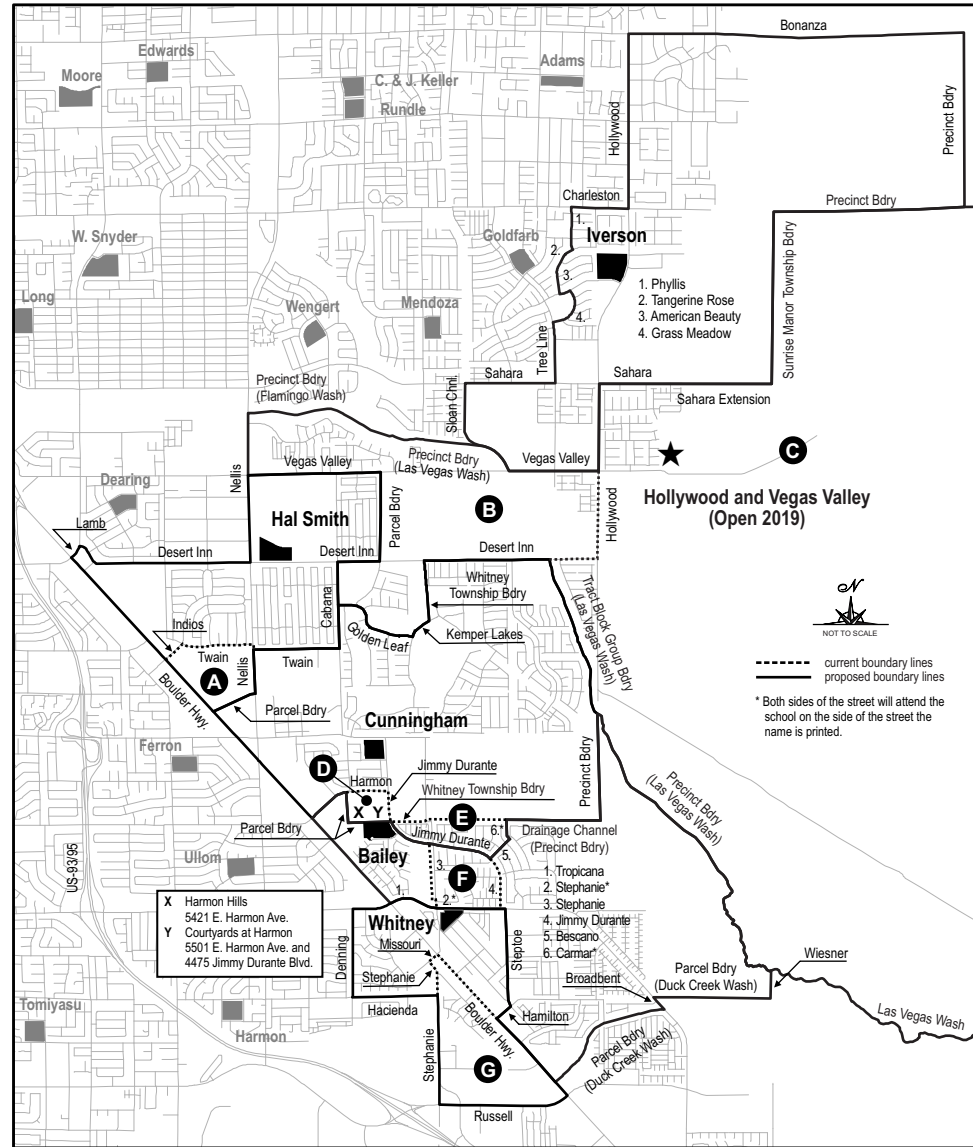 Bonanza
Edwards
Moore
C. & J. Keller
Rundle
Adams
Hollywood
Precinct Bdry
Charleston
Precinct Bdry
1.
Iverson
W. Snyder
Goldfarb
2.
3.
Long
Wengert
Mendoza
4.
1. Phyllis
2. Tangerine Rose
3. American Beauty
4. Grass Meadow
Sunrise Manor Township Bdry
Tree Line
Sahara
Sahara
Precinct Bdry
(Flamingo Wash)
Sloan Chnl.
Sahara Extension
Precinct Bdry
(Las Vegas Wash)
Vegas Valley
Vegas Valley
C
Nellis
Dearing
Hal Smith
Parcel Bdry
B
Hollywood
Hollywood and Vegas Valley
(Open 2019)
Lamb
Desert Inn
Desert Inn
Desert Inn
Whitney
Township Bdry
Cabana
Tract Block Group Bdry
(Las Vegas Wash)
N
NOT TO SCALE
Indios
Golden Leaf
Kemper Lakes
Twain
Twain
A
Nellis
current boundary lines
proposed boundary lines
Boulder Hwy.
Parcel Bdry
* Both sides of the street will attend the
school on the side of the street the
name is printed.
Cunningham
Ferron
D
Harmon
Jimmy Durante
Precinct Bdry
Precinct Bdry
(Las Vegas Wash)
Whitney Township Bdry
X Y
E
Parcel Bdry
Jimmy Durante
6.*
Drainage Channel
(Precinct Bdry)
Ullom
Bailey
3.
F
5.
US-93/95
1.
2.*
4.
1. Tropicana
2. Stephanie*
3. Stephanie
4. Jimmy Durante
5. Bescano
6. Carmar*
X Harmon Hills
5421 E. Harmon Ave.
Y Courtyards at Harmon
5501 E. Harmon Ave. and
4475 Jimmy Durante Blvd.
Whitney
Missouri
Denning
Steptoe
Stephanie
Broadbent
Parcel Bdry
(Duck Creek Wash)
Wiesner
Tomiyasu
Harmon
Hacienda
Boulder Hwy.
Hamilton
Las Vegas Wash
Stephanie
G
Parcel Bdry
(Duck Creek Wash)
Russell